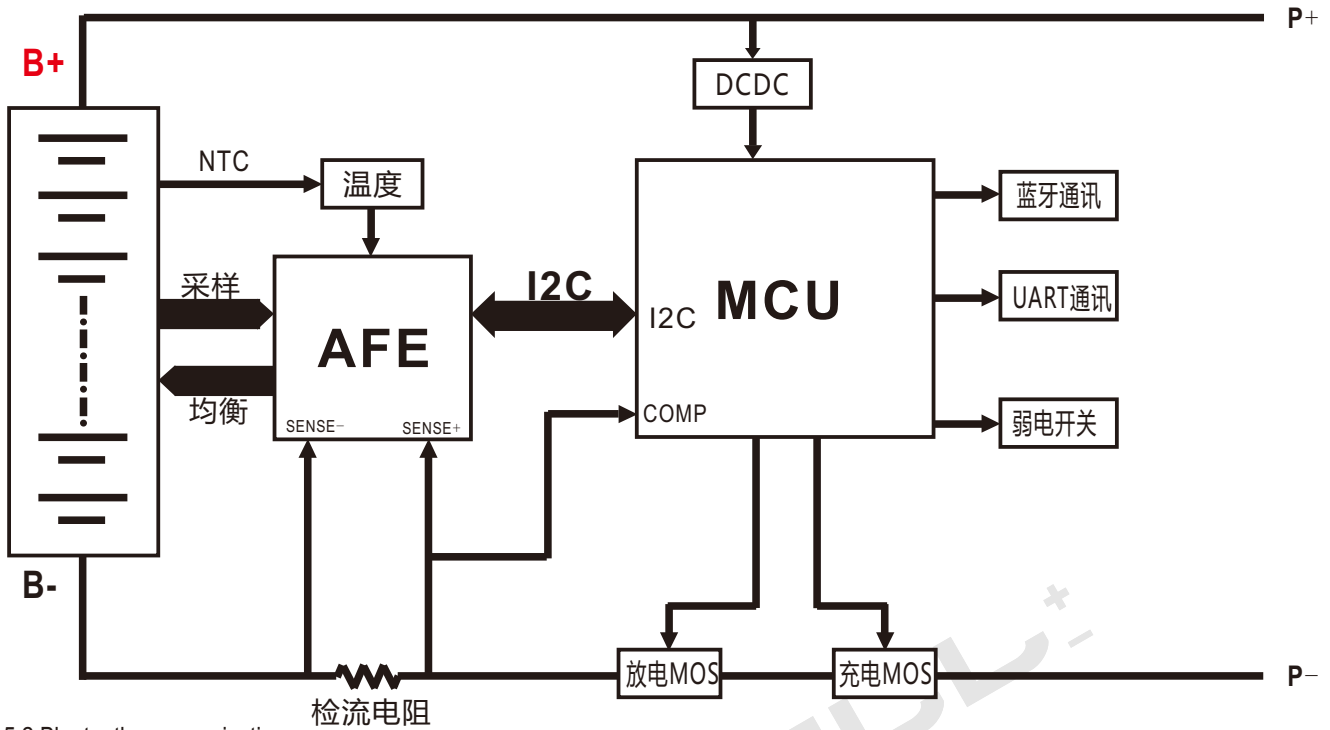 P+
B+
DCDC
NTC
温度
蓝牙通讯
采样
I2C
I2C
MCU
UART通讯
AFE
均衡
SENSE−
SENSE+
COMP
弱电开关
B-
放电MOS
充电MOS
P−
检流电阻